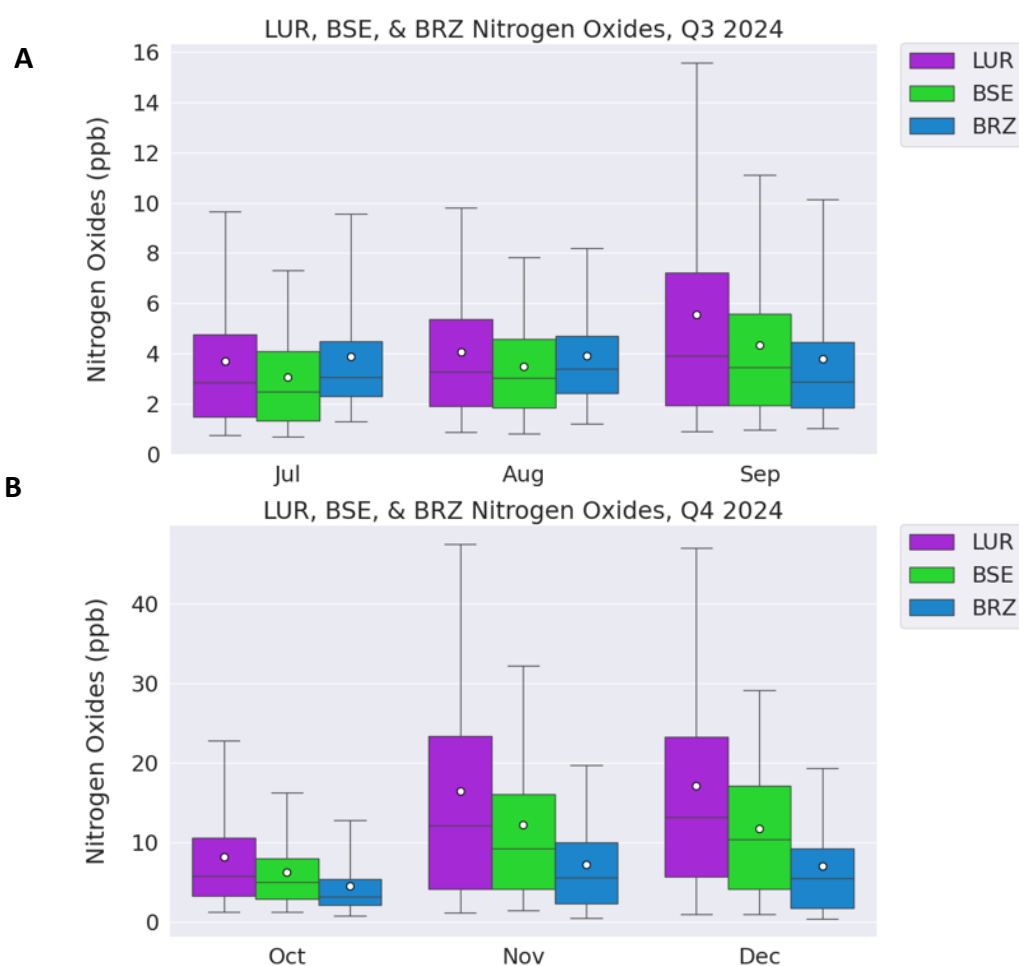 A
LUR, BSE, & BRZ Nitrogen Oxides, Q3 2024
Nitrogen Oxides (ppb)
16
14
12
10
8
6
4
2
0
Jul Aug Sep
LUR
BSE
BRZ
B
LUR, BSE, & BRZ Nitrogen Oxides, Q4 2024
Nitrogen Oxides (ppb)
40
30
20
10
0
Oct Nov Dec
LUR
BSE
BRZ